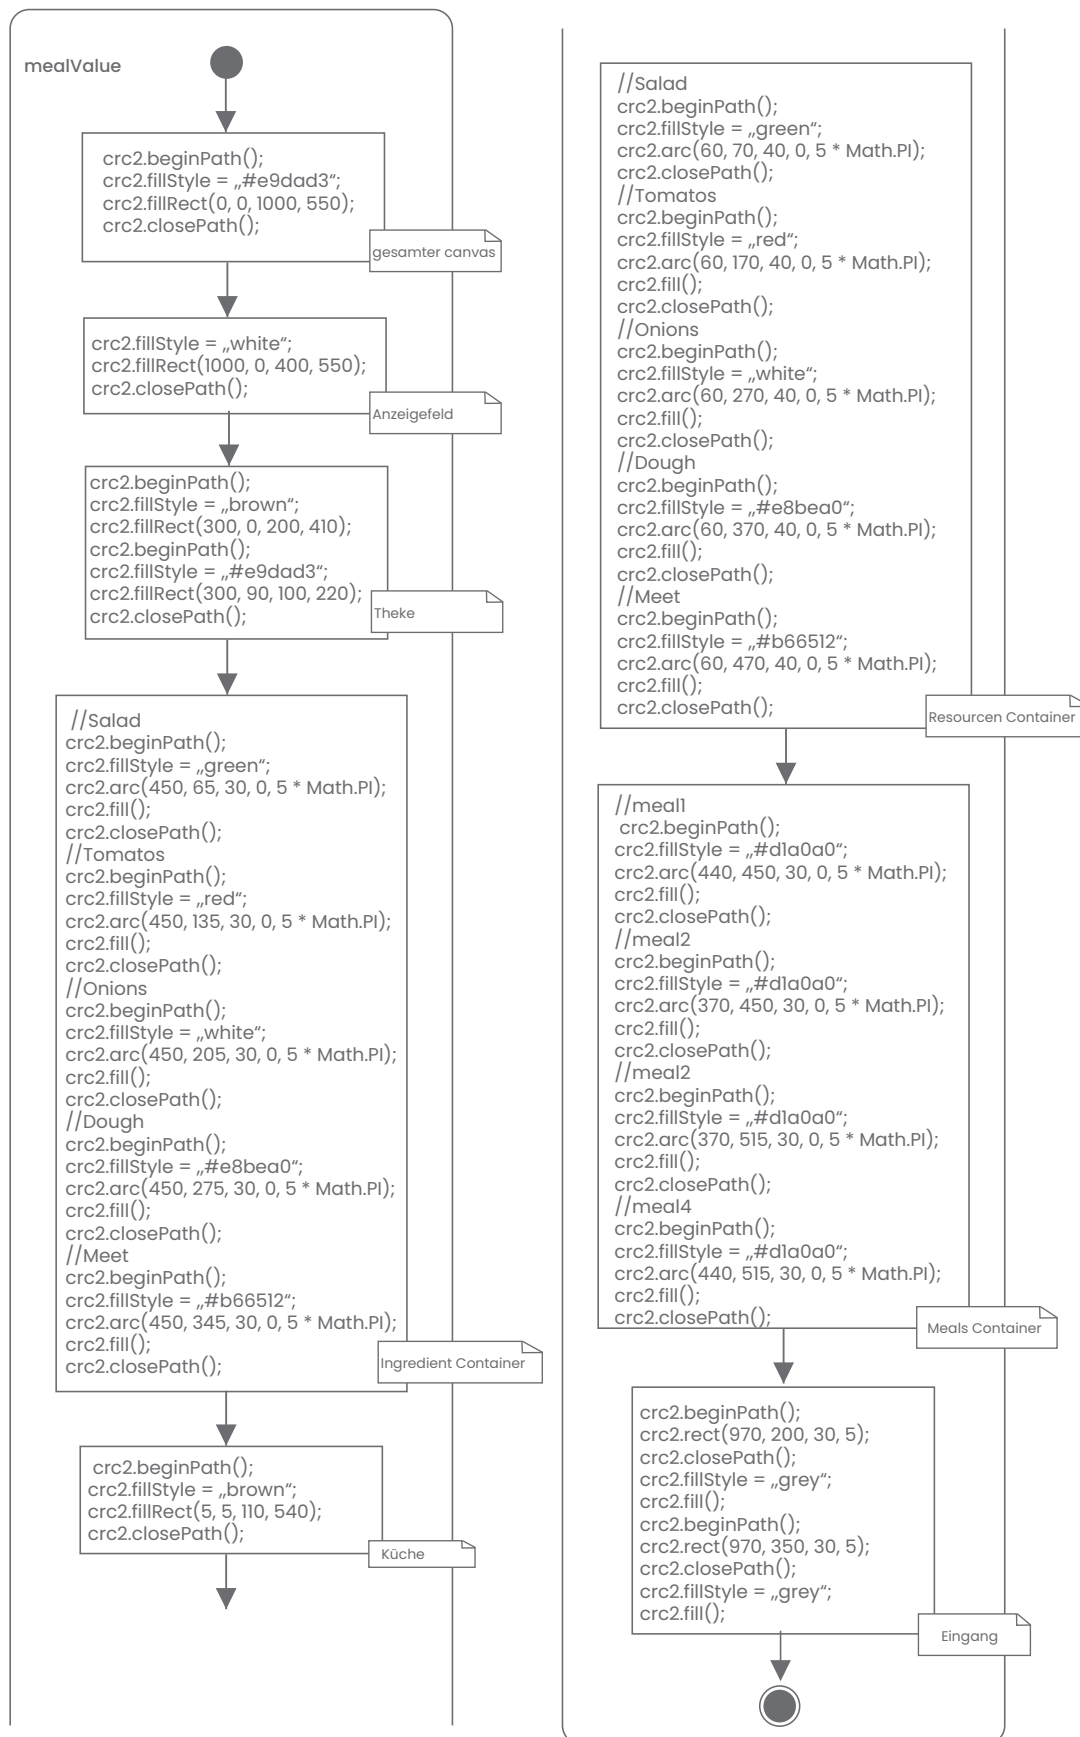 mealValue
crc2.beginPath();
crc2.fillStyle = „#e9dad3“;
crc2.fillRect(0, 0, 1000, 550);
crc2.closePath();
gesamter canvas
crc2.fillStyle = „white“;
crc2.fillRect(1000, 0, 400, 550);
crc2.closePath();
Anzeigefeld
crc2.beginPath();
crc2.fillStyle = „brown“;
crc2.fillRect(300, 0, 200, 410);
crc2.beginPath();
crc2.fillStyle = „#e9dad3“;
crc2.fillRect(300, 90, 100, 220);
crc2.closePath();
Theke
//Salad
crc2.beginPath();
crc2.fillStyle = „green“;
crc2.arc(450, 65, 30, 0, 5 * Math.PI);
crc2.fill();
crc2.closePath();
//Tomatos
crc2.beginPath();
crc2.fillStyle = „red“;
crc2.arc(450, 135, 30, 0, 5 * Math.PI);
crc2.fill();
crc2.closePath();
//Onions
crc2.beginPath();
crc2.fillStyle = „white“;
crc2.arc(450, 205, 30, 0, 5 * Math.PI);
crc2.fill();
crc2.closePath();
//Dough
crc2.beginPath();
crc2.fillStyle = „#e8bea0“;
crc2.arc(450, 275, 30, 0, 5 * Math.PI);
crc2.fill();
crc2.closePath();
//Meet
crc2.beginPath();
crc2.fillStyle = „#b66512“;
crc2.arc(450, 345, 30, 0, 5 * Math.PI);
crc2.fill();
crc2.closePath();
Ingredient Container
crc2.beginPath();
crc2.fillStyle = „brown“;
crc2.fillRect(5, 5, 110, 540);
crc2.closePath();
Küche
//Salad
crc2.beginPath();
crc2.fillStyle = „green“;
crc2.arc(60, 70, 40, 0, 5 * Math.PI);
crc2.closePath();
//Tomatos
crc2.beginPath();
crc2.fillStyle = „red“;
crc2.arc(60, 170, 40, 0, 5 * Math.PI);
crc2.fill();
crc2.closePath();
//Onions
crc2.beginPath();
crc2.fillStyle = „white“;
crc2.arc(60, 270, 40, 0, 5 * Math.PI);
crc2.fill();
crc2.closePath();
//Dough
crc2.beginPath();
crc2.fillStyle = „#e8bea0“;
crc2.arc(60, 370, 40, 0, 5 * Math.PI);
crc2.fill();
crc2.closePath();
//Meet
crc2.beginPath();
crc2.fillStyle = „#b66512“;
crc2.arc(60, 470, 40, 0, 5 * Math.PI);
crc2.fill();
crc2.closePath();
Resourcen Container
//meal1
crc2.beginPath();
crc2.fillStyle = „#d1a0a0“;
crc2.arc(440, 450, 30, 0, 5 * Math.PI);
crc2.fill();
crc2.closePath();
//meal2
crc2.beginPath();
crc2.fillStyle = „#d1a0a0“;
crc2.arc(370, 450, 30, 0, 5 * Math.PI);
crc2.fill();
crc2.closePath();
//meal2
crc2.beginPath();
crc2.fillStyle = „#d1a0a0“;
crc2.arc(370, 515, 30, 0, 5 * Math.PI);
crc2.fill();
crc2.closePath();
//meal4
crc2.beginPath();
crc2.fillStyle = „#d1a0a0“;
crc2.arc(440, 515, 30, 0, 5 * Math.PI);
crc2.fill();
crc2.closePath();
Meals Container
crc2.beginPath();
crc2.rect(970, 200, 30, 5);
crc2.closePath();
crc2.fillStyle = „grey“;
crc2.fill();
crc2.beginPath();
crc2.rect(970, 350, 30, 5);
crc2.closePath();
crc2.fillStyle = „grey“;
crc2.fill();
Eingang